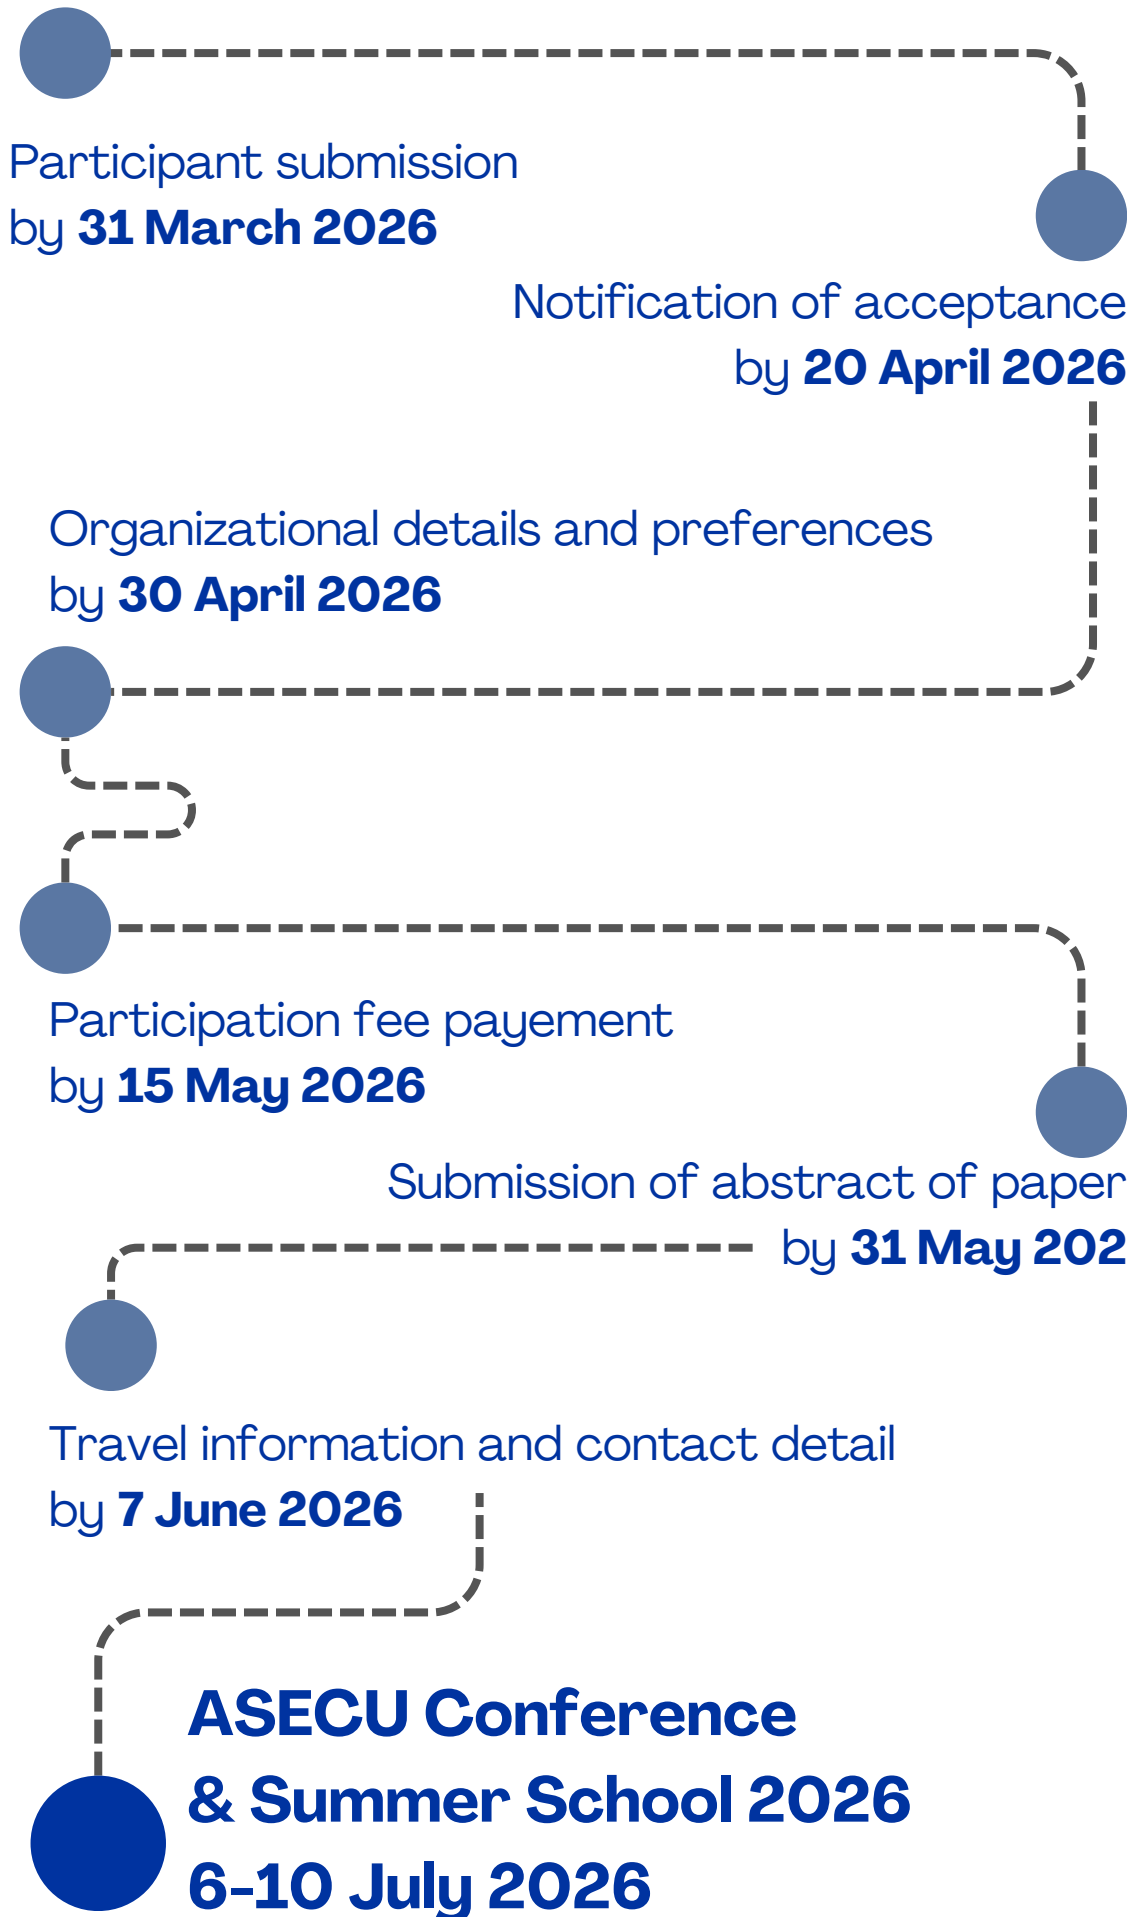 Participant submission
by 31 March 2026
Notification of acceptance
by 20 April 2026
Organizational details and preferences
by 30 April 2026
Participation fee payement
by 15 May 2026
Submission of abstract of paper
by 31 May 202
Travel information and contact detail
by 7 June 2026
ASECU Conference
& Summer School 2026
6-10 July 2026